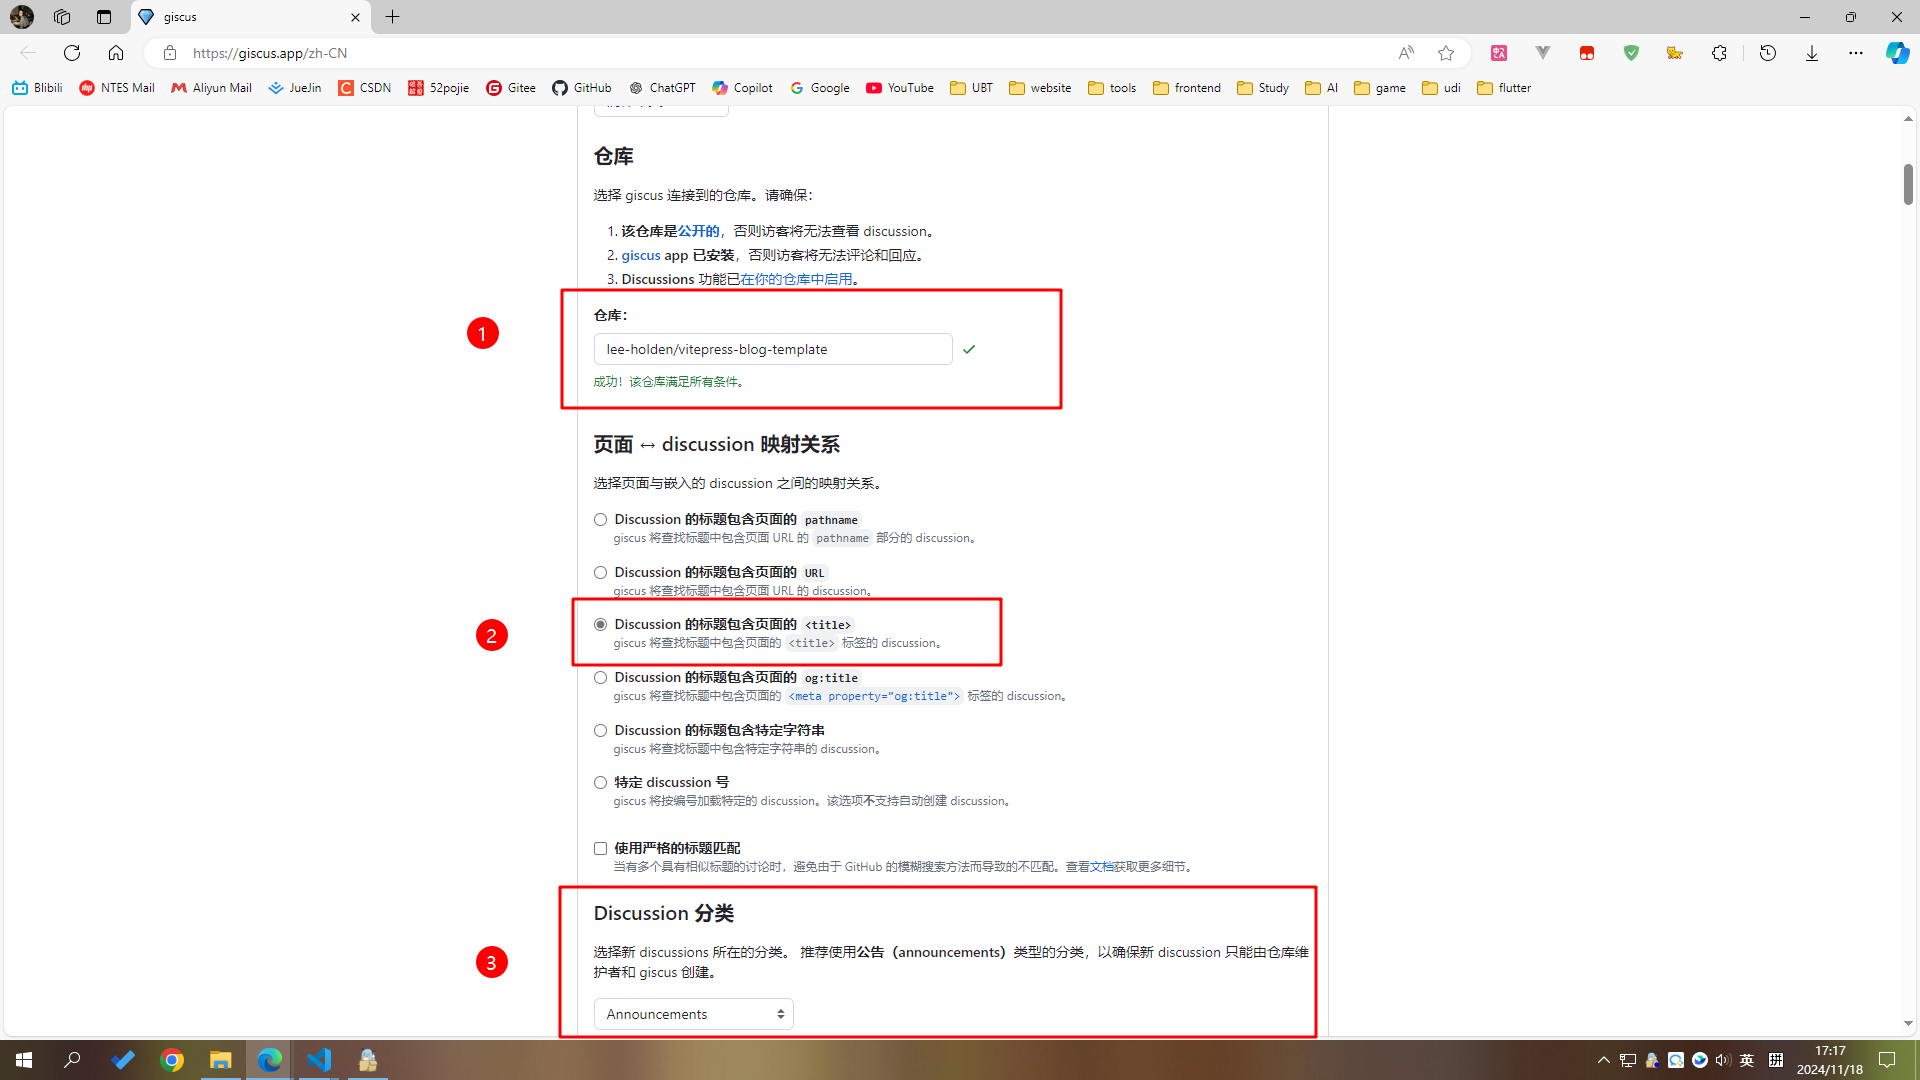 giscus
https://giscus.app/zh-CN
Blibili NTES Mail Aliyun Mail JueJin CSDN 52pojie Gitee GitHub ChatGPT Copilot Google YouTube UBT website tools frontend Study AI game udi flutter
仓库
选择 giscus 连接到的仓库。请确保：
1. 该仓库是公开的，否则访客将无法查看 discussion。
2. giscus app 已安装，否则访客将无法评论和回应。
3. Discussions 功能已在你的仓库中启用。
1
仓库：
lee-holden/vitepress-blog-template
成功！该仓库满足所有条件。
页面 ↔ discussion 映射关系
选择页面与嵌入的 discussion 之间的映射关系。
Discussion 的标题包含页面的 pathname
giscus 将查找标题中包含页面 URL 的 pathname 部分的 discussion。
Discussion 的标题包含页面的 URL
giscus 将查找标题中包含页面 URL 的 discussion。
2
Discussion 的标题包含页面的 <title>
giscus 将查找标题中包含页面的 <title> 标签的 discussion。
Discussion 的标题包含页面的 og:title
giscus 将查找标题中包含页面的 <meta property="og:title"> 标签的 discussion。
Discussion 的标题包含特定字符串
giscus 将查找标题中包含特定字符串的 discussion。
特定 discussion 号
giscus 将按编号加载特定的 discussion。该选项不支持自动创建 discussion。
使用严格的标题匹配
当有多个具有相似标题的讨论时，避免由于 GitHub 的模糊搜索方法而导致的不匹配。查看文档获取更多细节。
3
Discussion 分类
选择新 discussions 所在的分类。 推荐使用公告（announcements）类型的分类，以确保新 discussion 只能由仓库维
护者和 giscus 创建。
Announcements
英
拼
17:17
2024/11/18